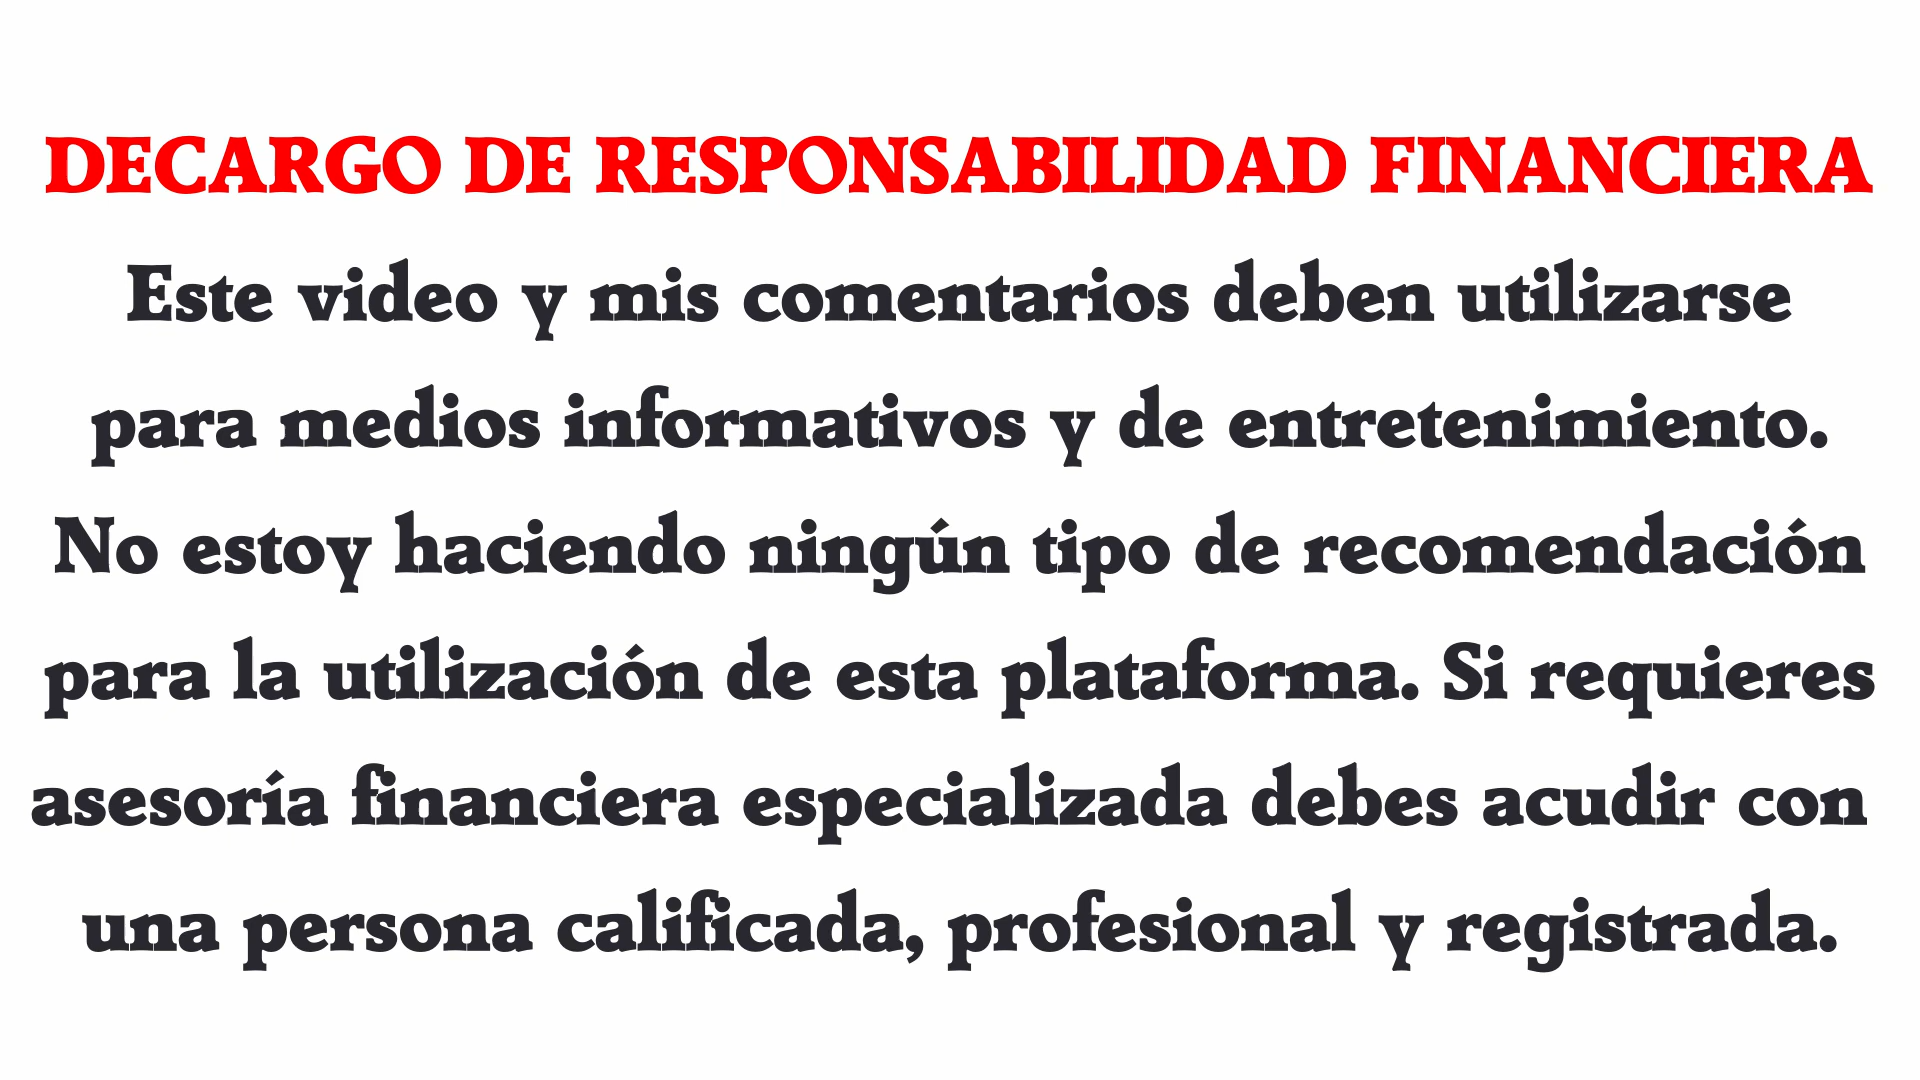 DECARGO DE RESPONSABILIDAD FINANCIERA
Este video y mis comentarios deben utilizarse
para medios informativos y de entretenimiento.
No estoy haciendo ningún tipo de recomendación
para la utilización de esta plataforma. Si requieres
asesoría financiera especializada debes acudir con
una persona calificada, profesional y registrada.